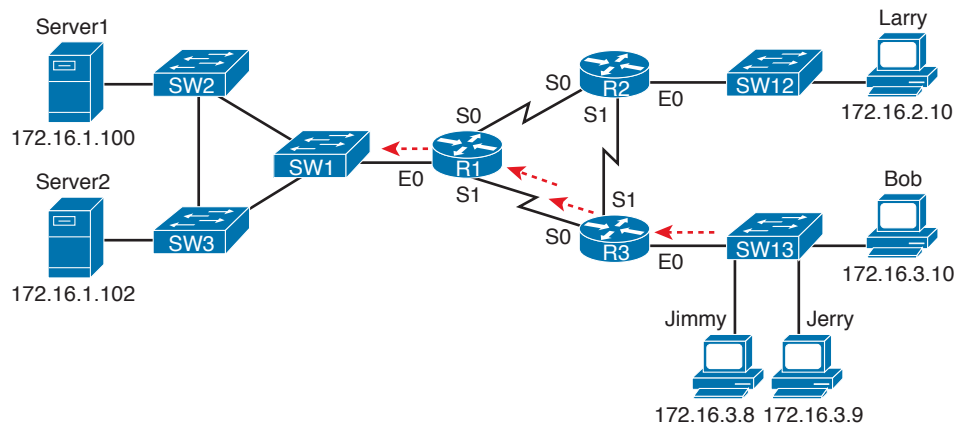 Server1
SW2
172.16.1.100
Server2
SW3
172.16.1.102
SW1
E0
R1
S0
S1
S0
R2
S1
E0
SW12
Larry
172.16.2.10
S1
S0
R3
E0
SW13
Bob
172.16.3.10
Jimmy
Jerry
172.16.3.8
172.16.3.9